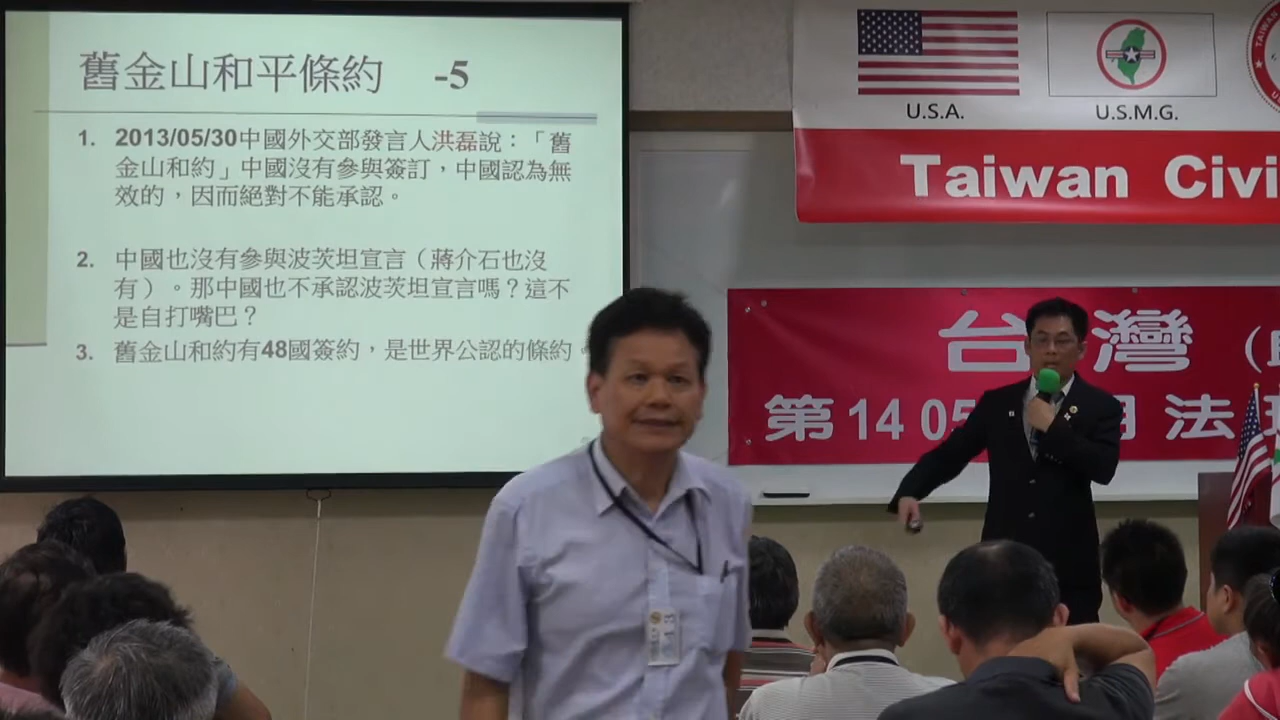 舊金山和平條約 -5
1. 2013/05/30中國外交部發言人洪磊說：「舊
金山和約」中國沒有參與簽訂，中國認為無
效的，因而絕對不能承認。
2. 中國也沒有參與波茨坦宣言（蔣介石也沒
有）。那中國也不承認波茨坦宣言嗎？這不
是自打嘴巴？
3. 舊金山和約有48國簽約，是世界公認的條約。
U.S.A.
U.S.M.G.
Taiwan Civi
台灣（
第 14 05 月 法